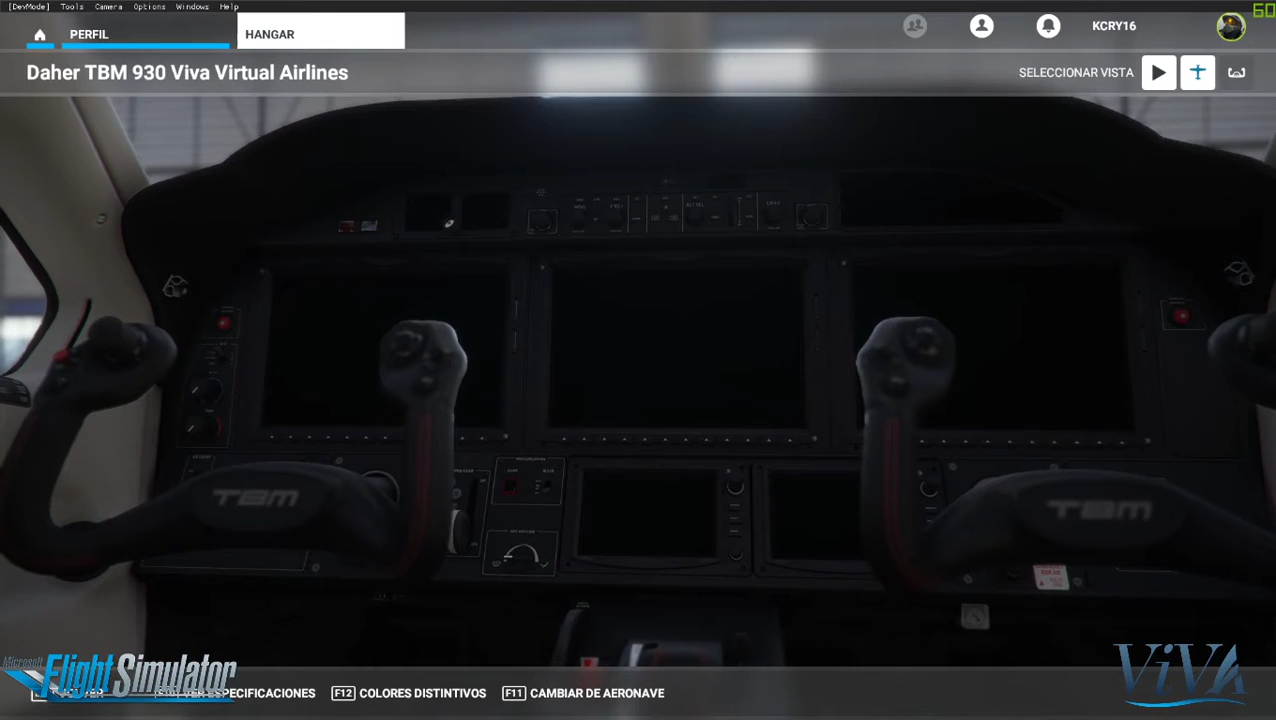 [DevMode] Tools Camera Options Windows Help
60
PERFIL
HANGAR
KCRY16
Daher TBM 930 Viva Virtual Airlines
SELECCIONAR VISTA
TBM
TBM
Microsoft
Flight Simulator
ViVA
ESPECIFICACIONES
F12 COLORES DISTINTIVOS
F11 CAMBIAR DE AERONAVE